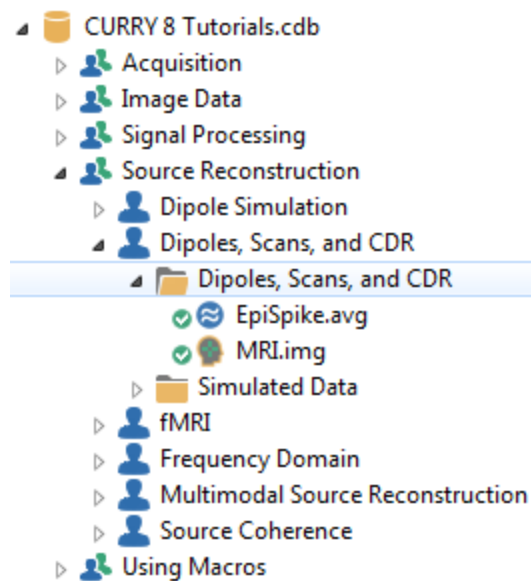 CURRY 8 Tutorials.cdb
Acquisition
Image Data
Signal Processing
Source Reconstruction
Dipole Simulation
Dipoles, Scans, and CDR
Dipoles, Scans, and CDR
EpiSpike.avg
MRI.img
Simulated Data
fMRI
Frequency Domain
Multimodal Source Reconstruction
Source Coherence
Using Macros